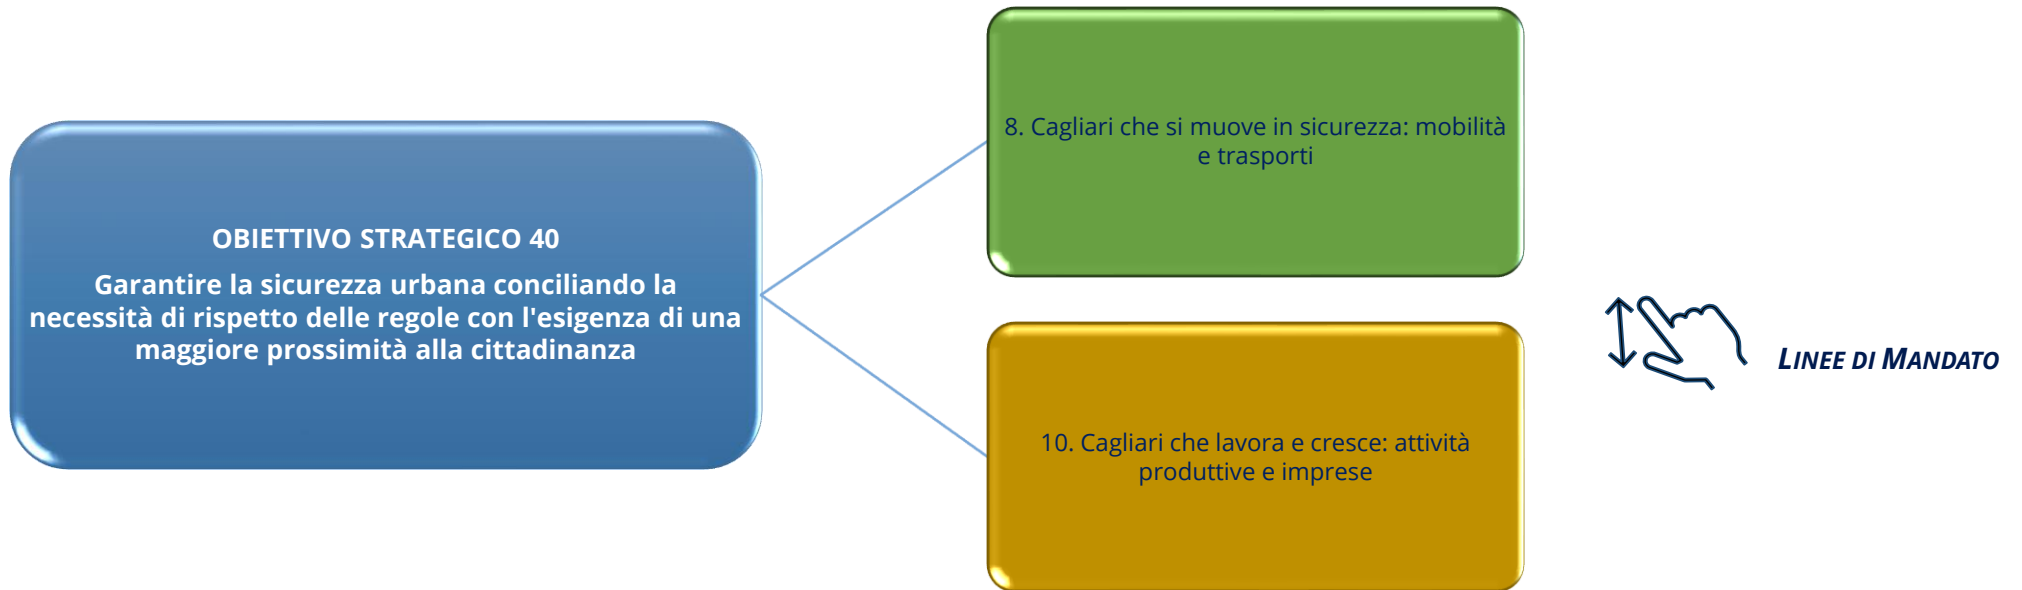 OBIETTIVO STRATEGICO 40
Garantire la sicurezza urbana conciliando la
necessità di rispetto delle regole con l'esigenza di una
maggiore prossimità alla cittadinanza
8. Cagliari che si muove in sicurezza: mobilità
e trasporti
10. Cagliari che lavora e cresce: attività
produttive e imprese
LINEE DI MANDATO